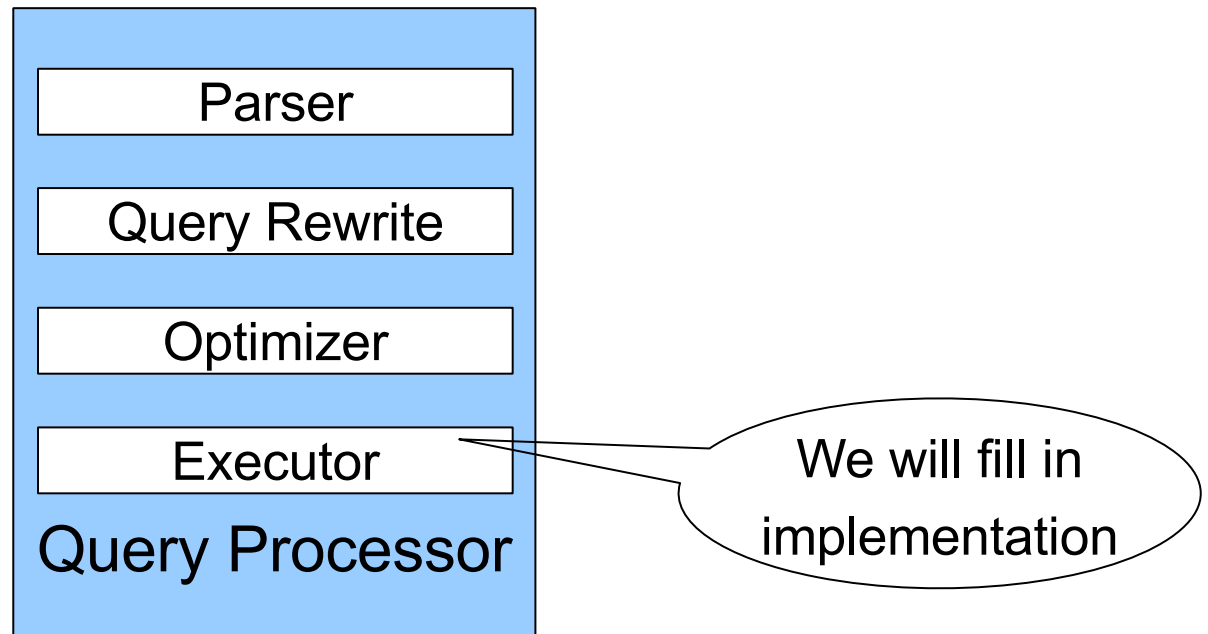 Parser
Query Rewrite
Optimizer
Executor
Query Processor
We will fill in
implementation